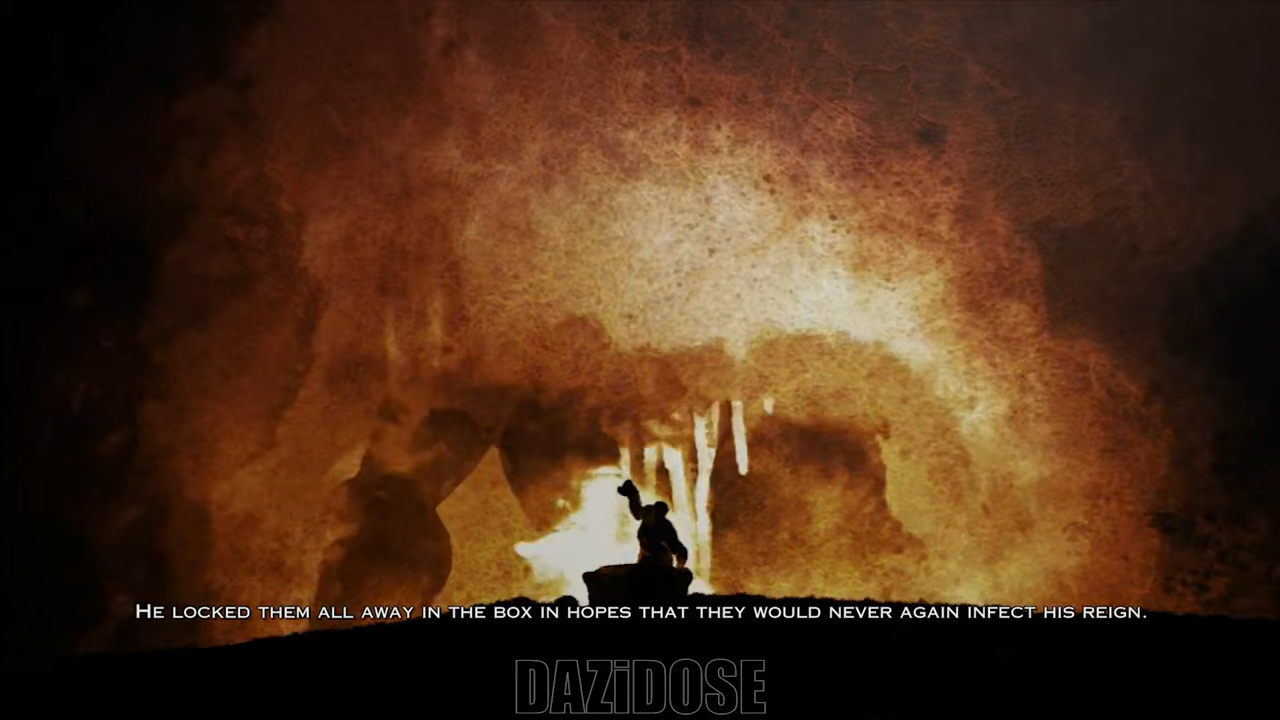 He locked them all away in the box in hopes that they would never again infect his reign.
DAZiDOSE